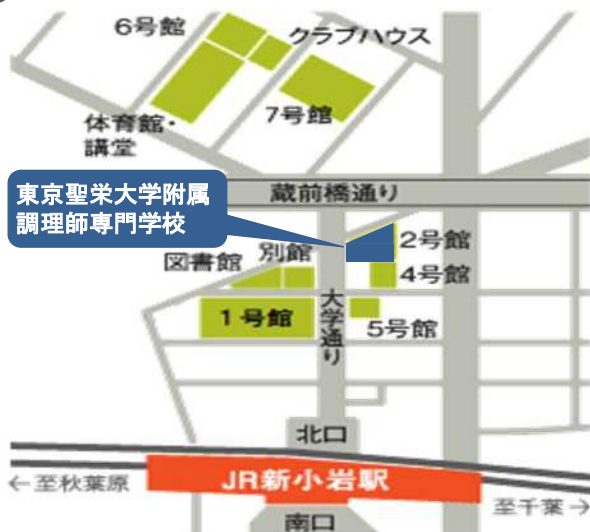 6号館
クラブハウス
体育館・
講堂
7号館
蔵前橋通り
東京聖栄大学附属
調理師専門学校
2号館
図書館
別館
4号館
1号館
大学通り
5号館
北口
JR新小岩駅
←至秋葉原
至千葉→
南口